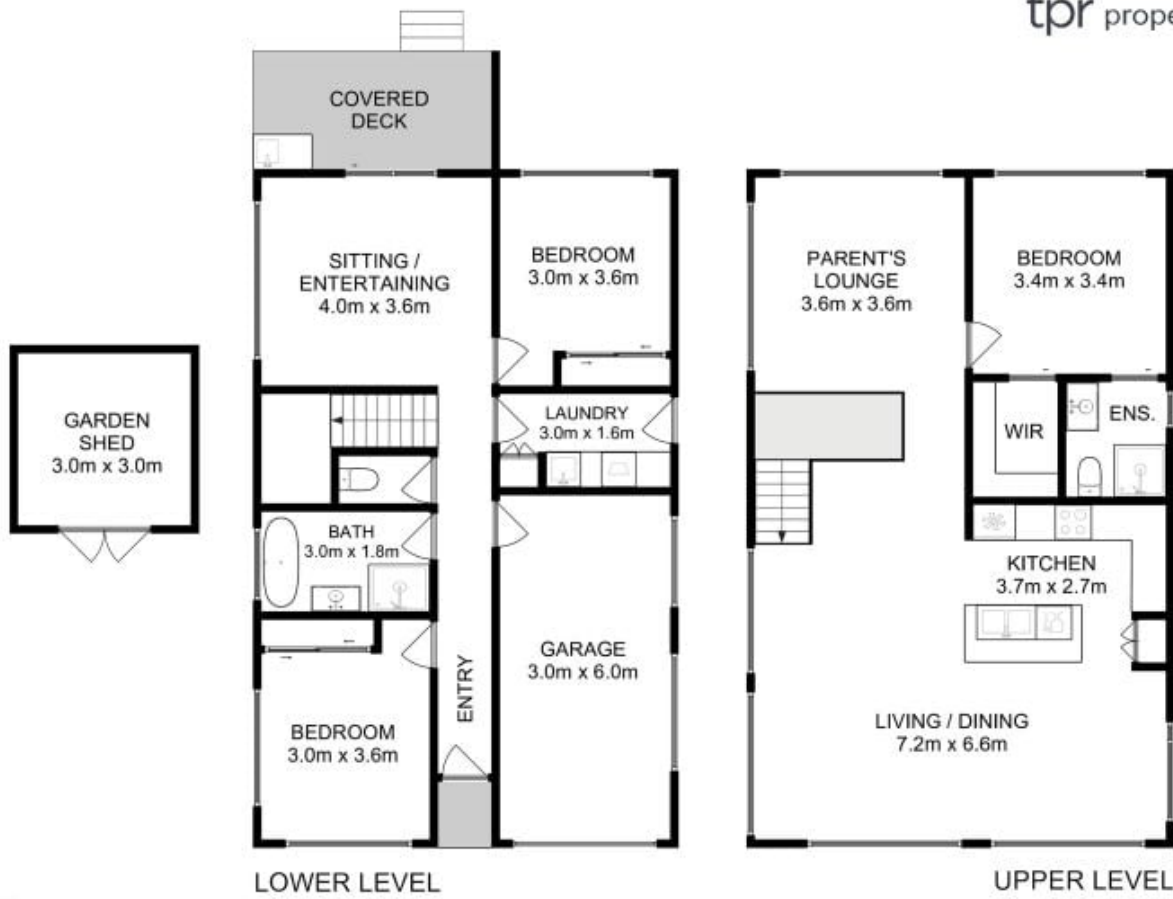 tpr prope
COVERED
DECK
SITTING /
ENTERTAINING
4.0m x 3.6m
BEDROOM
3.0m x 3.6m
PARENT'S
LOUNGE
3.6m x 3.6m
BEDROOM
3.4m x 3.4m
GARDEN
SHED
3.0m x 3.0m
LAUNDRY
3.0m x 1.6m
WIR
ENS.
BATH
3.0m x 1.8m
KITCHEN
3.7m x 2.7m
GARAGE
3.0m x 6.0m
ENTRY
BEDROOM
3.0m x 3.6m
LIVING / DINING
7.2m x 6.6m
LOWER LEVEL
UPPER LEVEL